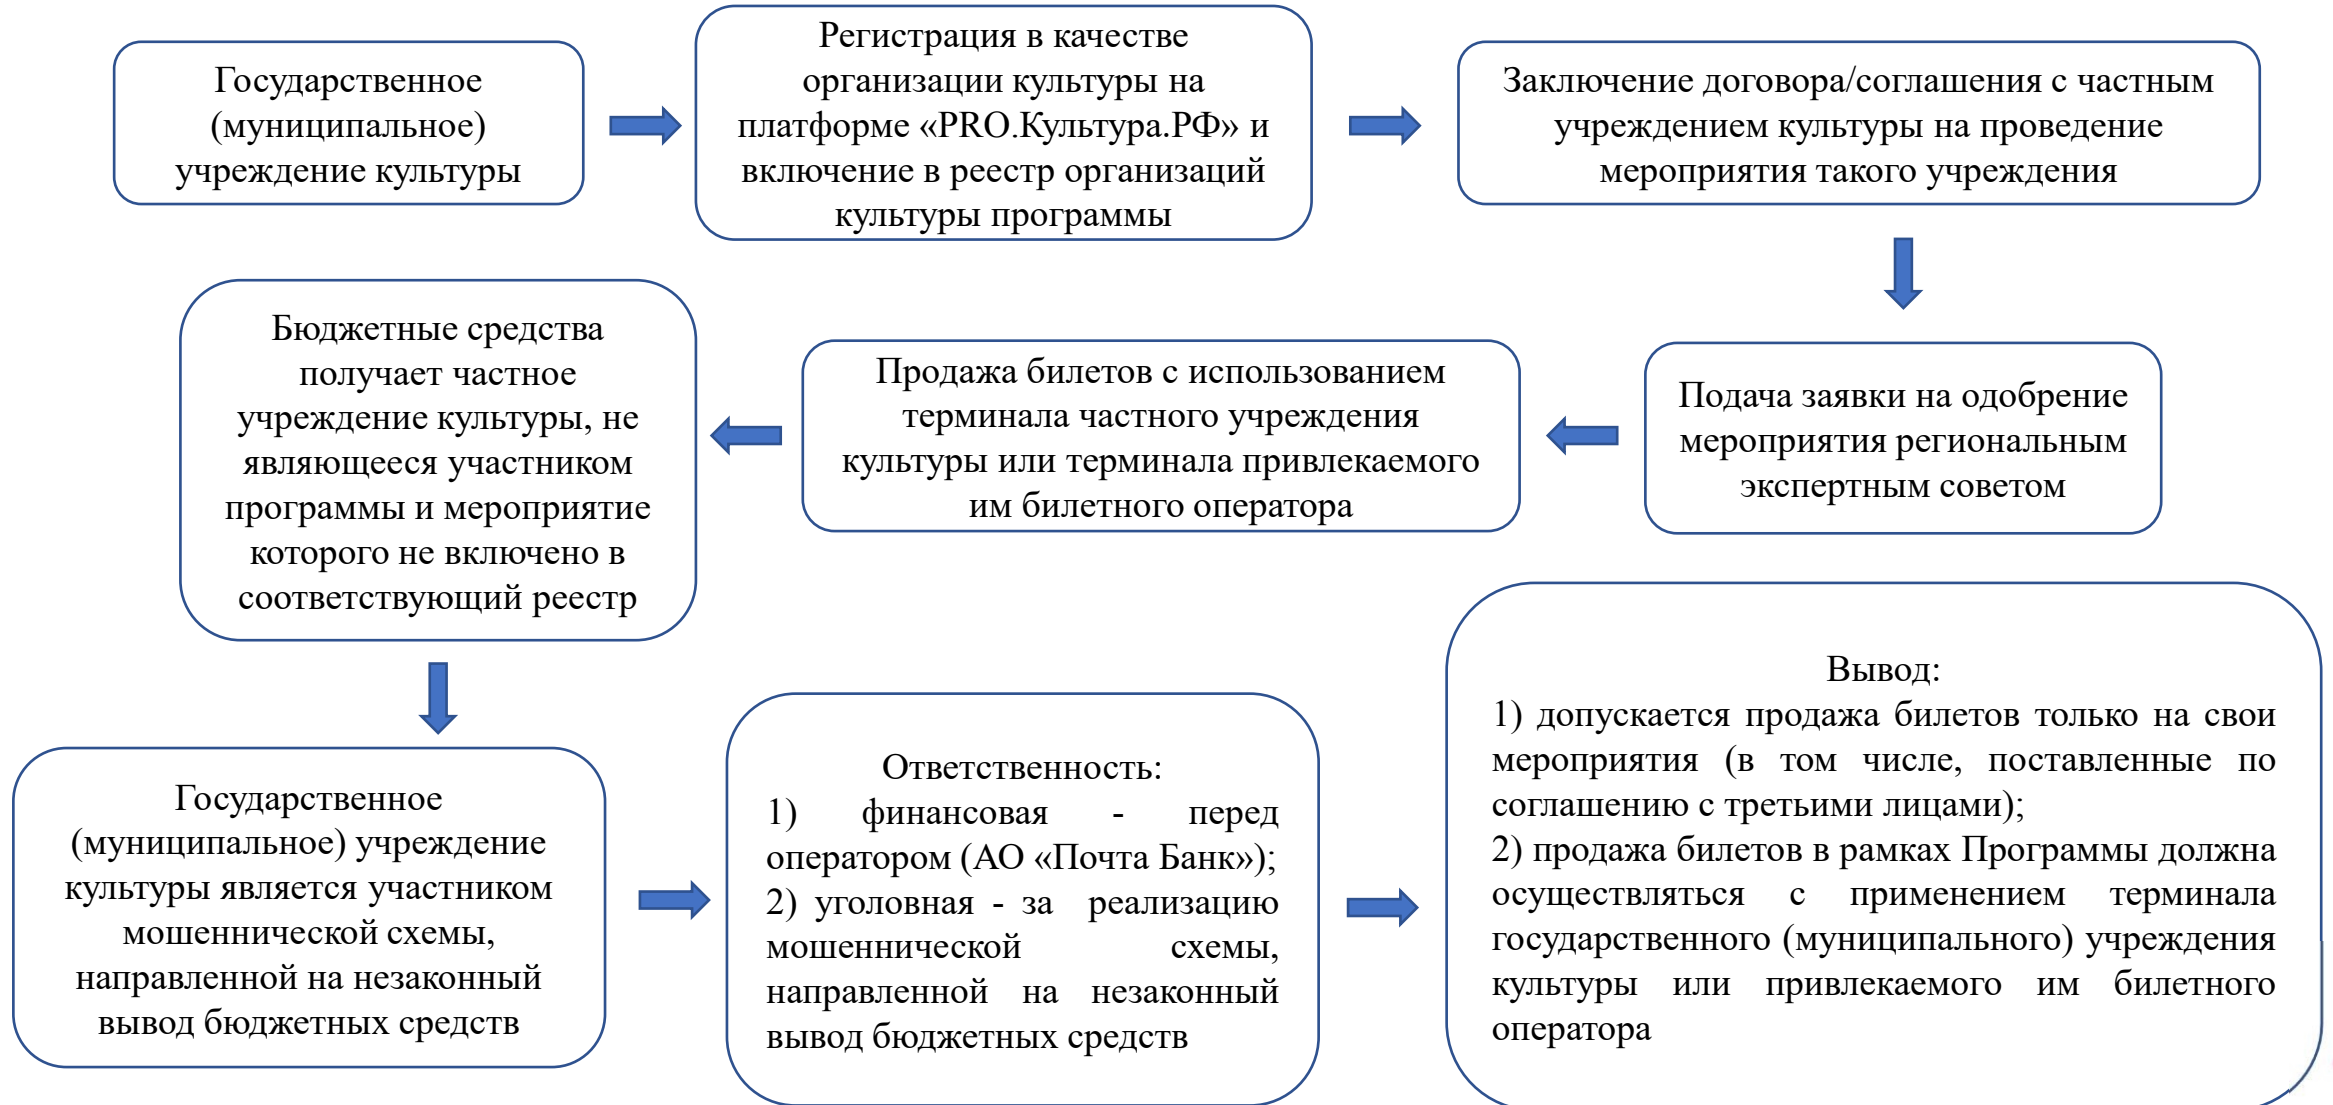 Государственное
(муниципальное)
учреждение культуры
Регистрация в качестве
организации культуры на
платформе «PRO.Культура.РФ» и
включение в реестр организаций
культуры программы
Заключение договора/соглашения с частным
учреждением культуры на проведение
мероприятия такого учреждения
Подача заявки на одобрение
мероприятия региональным
экспертным советом
Продажа билетов с использованием
терминала частного учреждения
культуры или терминала привлекаемого
им билетного оператора
Бюджетные средства
получает частное
учреждение культуры, не
являющееся участником
программы и мероприятие
которого не включено в
соответствующий реестр
Государственное
(муниципальное) учреждение
культуры является участником
мошеннической схемы,
направленной на незаконный
вывод бюджетных средств
Ответственность:
1) финансовая - перед
оператором (АО «Почта Банк»);
2) уголовная - за реализацию
мошеннической схемы,
направленной на незаконный
вывод бюджетных средств
Вывод:
1) допускается продажа билетов только на свои
мероприятия (в том числе, поставленные по
соглашению с третьими лицами);
2) продажа билетов в рамках Программы должна
осуществляться с применением терминала
государственного (муниципального) учреждения
культуры или привлекаемого им билетного
оператора